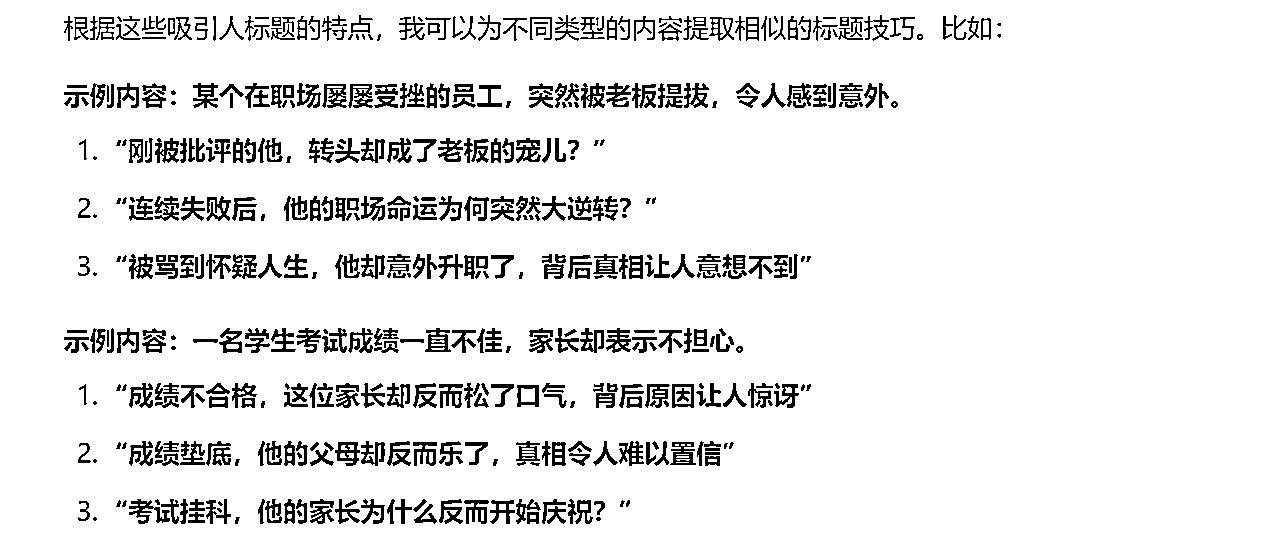 根据这些吸引人标题的特点，我可以为不同类型的内容提取相似的标题技巧。比如：
示例内容：某个在职场屡屡受挫的员工，突然被老板提拔，令人感到意外。
1. “刚被批评的他，转头却成了老板的宠儿？”
2. “连续失败后，他的职场命运为何突然大逆转？”
3. “被骂到怀疑人生，他却意外升职了，背后真相让人意想不到”
示例内容：一名学生考试成绩一直不佳，家长却表示不担心。
1. “成绩不合格，这位家长却反而松了口气，背后原因让人惊讶”
2. “成绩垫底，他的父母却反而乐了，真相令人难以置信”
3. “考试挂科，他的家长为什么反而开始庆祝？”